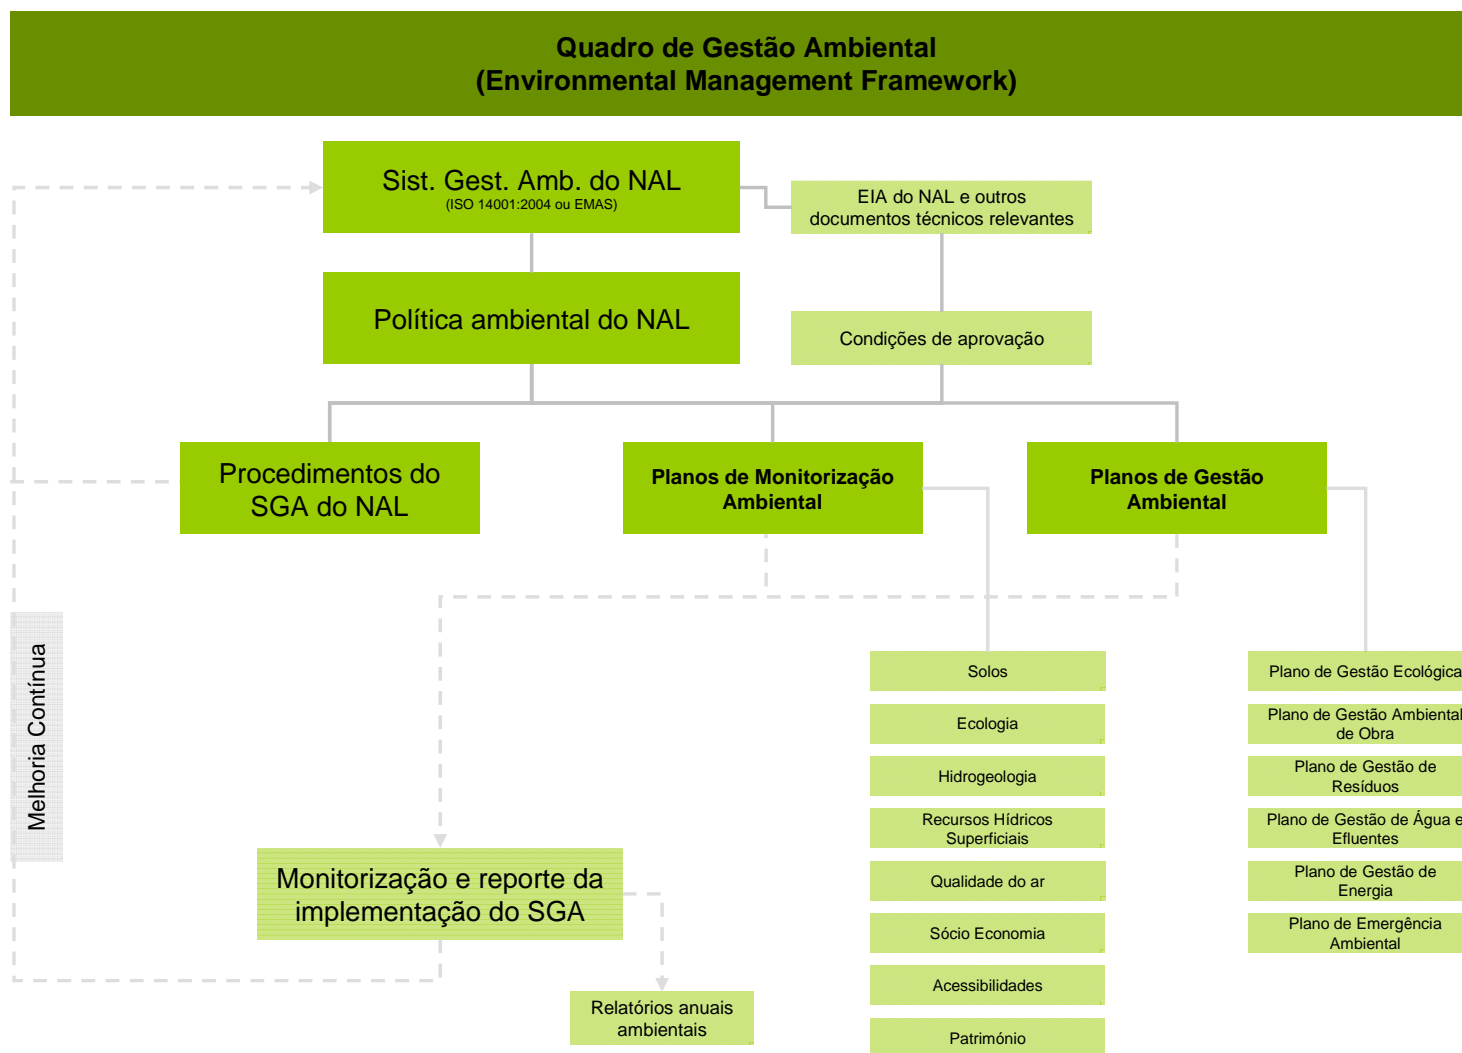 Quadro de Gestão Ambiental
(Environmental Management Framework)
Sist. Gest. Amb. do NAL
(ISO 14001:2004 ou EMAS)
EIA do NAL e outros
documentos técnicos relevantes
Política ambiental do NAL
Condições de aprovação
Procedimentos do
SGA do NAL
Planos de Monitorização
Ambiental
Planos de Gestão
Ambiental
Melhoria Contínua
Solos
Ecologia
Hidrogeologia
Recursos Hídricos
Superficiais
Qualidade do ar
Sócio Economia
Acessibilidades
Património
Plano de Gestão Ecológica
Plano de Gestão Ambiental
de Obra
Plano de Gestão de
Resíduos
Plano de Gestão de Água e
Efluentes
Plano de Gestão de
Energia
Plano de Emergência
Ambiental
Monitorização e reporte da
implementação do SGA
Relatórios anuais
ambientais